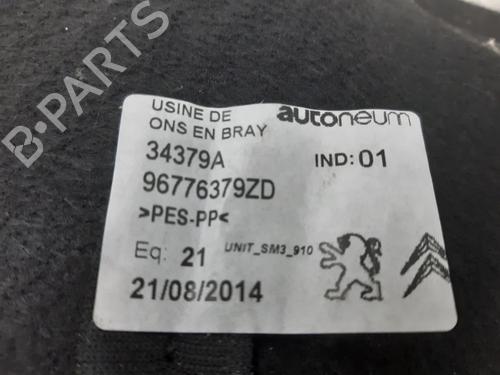 B-PARTS
USINE DE
ONS EN BRAY
autoneum
34379A
IND: 01
96776379ZD
>PES-PP<
Eq: 21
UNIT_SM3_910
21/08/2014